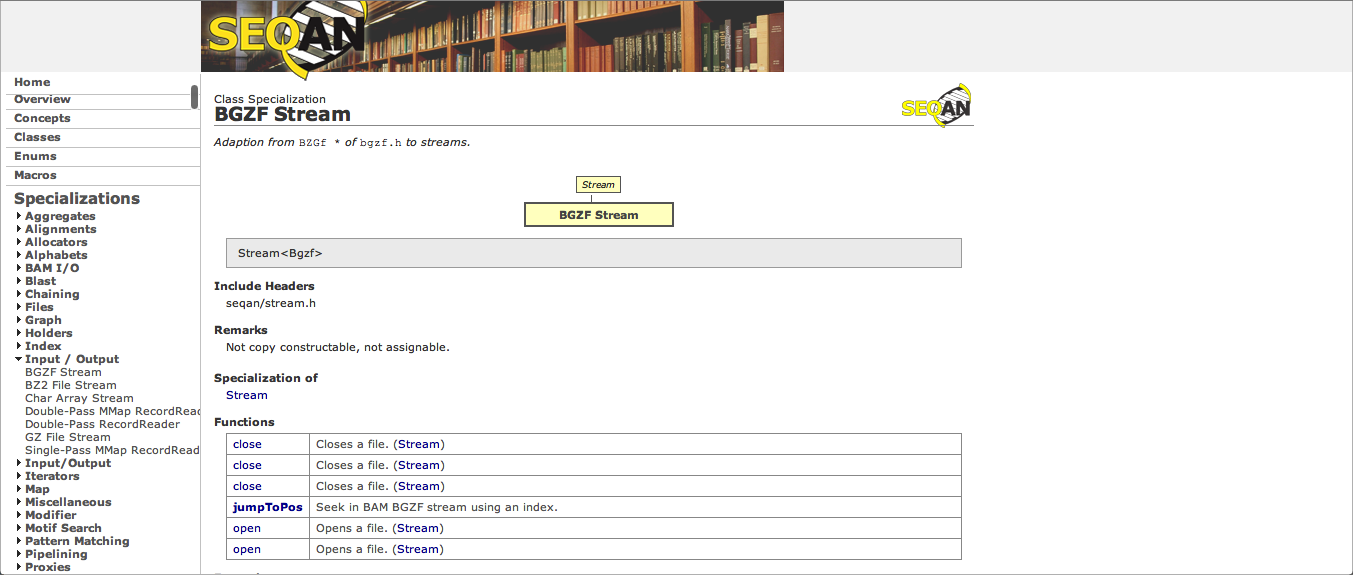 SEQAN
Home
Overview
Concepts
Classes
Enums
Macros
Specializations
Aggregates
Alignments
Allocators
Alphabets
BAM I/O
Blast
Chaining
Files
Graph
Holders
Index
Input / Output
BGZF Stream
BZ2 File Stream
Char Array Stream
Double-Pass MMap RecordRead
Double-Pass RecordReader
GZ File Stream
Single-Pass MMap RecordRead
Input/Output
Iterators
Map
Miscellaneous
Modifier
Motif Search
Pattern Matching
Pipelining
Proxies
Class Specialization
BGZF Stream
SEQAN
Adaption from BZGf * of bgzf.h to streams.
Stream
BGZF Stream
Stream<Bgzf>
Include Headers
seqan/stream.h
Remarks
Not copy constructable, not assignable.
Specialization of
Stream
Functions
close Closes a file. (Stream)
close Closes a file. (Stream)
close Closes a file. (Stream)
jumpToPos Seek in BAM BGZF stream using an index.
open Opens a file. (Stream)
open Opens a file. (Stream)